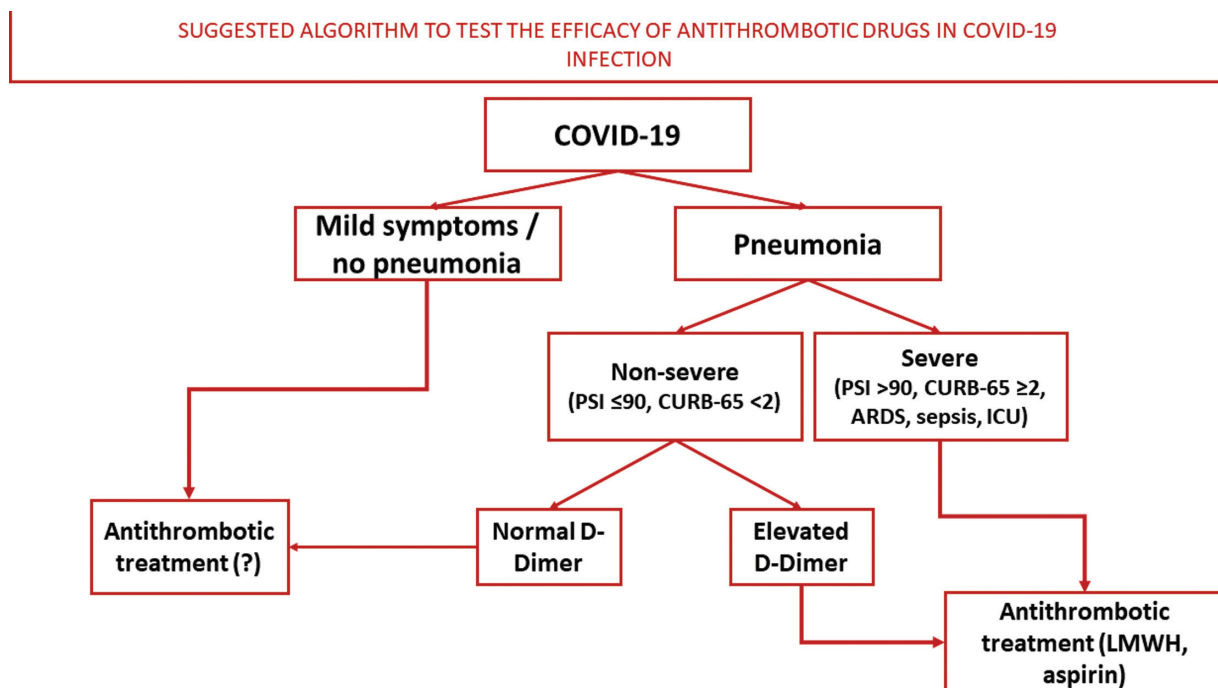 SUGGESTED ALGORITHM TO TEST THE EFFICACY OF ANTITHROMBOTIC DRUGS IN COVID-19
INFECTION
COVID-19
Mild symptoms /
no pneumonia
Pneumonia
Non-severe
(PSI ≤90, CURB-65 <2)
Severe
(PSI >90, CURB-65 ≥2,
ARDS, sepsis, ICU)
Antithrombotic
treatment (?)
Normal D-
Dimer
Elevated
D-Dimer
Antithrombotic
treatment (LMWH,
aspirin)